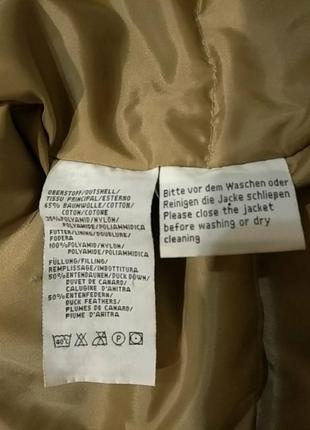 OBERSTOFF/OUTSHELL/
TISSU PRINCIPAL/ESTERNO
65% BAUMWOLLE/COTTON/
COTON/COTONE
35%POLYAMID/NYLON/
POLYAMIDE/POLIAMMIDICA
FUTTER/LINING/DOUBLURE/
FODERA
100%POLYAMID/NYLON/
POLYAMIDE/POLIAMMIDICA
FÜLLUNG/FILLING/
REMPLISSAGE/IMBOTTITURA
50% ENTENDAUNEN/DUCK DOWN/
DUVET DE CANARD/
CALUGINE D'ANITRA
50% ENTENFEDERN/
DUCK FEATHERS/
PLUMES DE CANARD/
PIUME D'ANITRA
40°C
Bitte vor dem Waschen oder
Reinigen die Jacke schliepen
Please close the jacket
before washing or dry
cleaning